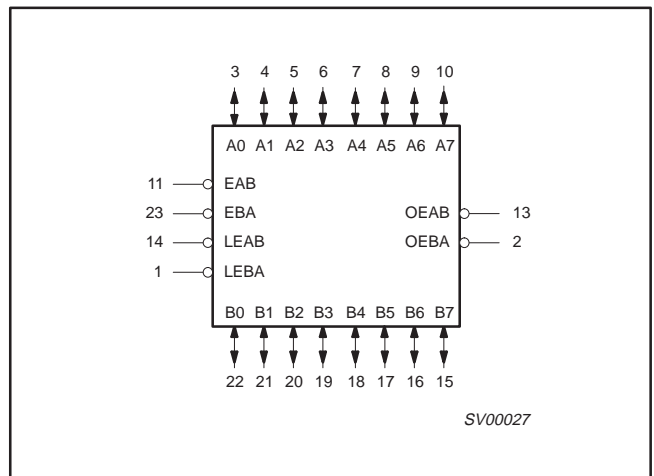 3 4 5 6 7 8 9 10
A0 A1 A2 A3 A4 A5 A6 A7
11 EAB
23 EBA OEAB 13
14 LEAB OEBA 2
1 LEBA
B0 B1 B2 B3 B4 B5 B6 B7
22 21 20 19 18 17 16 15
SV00027